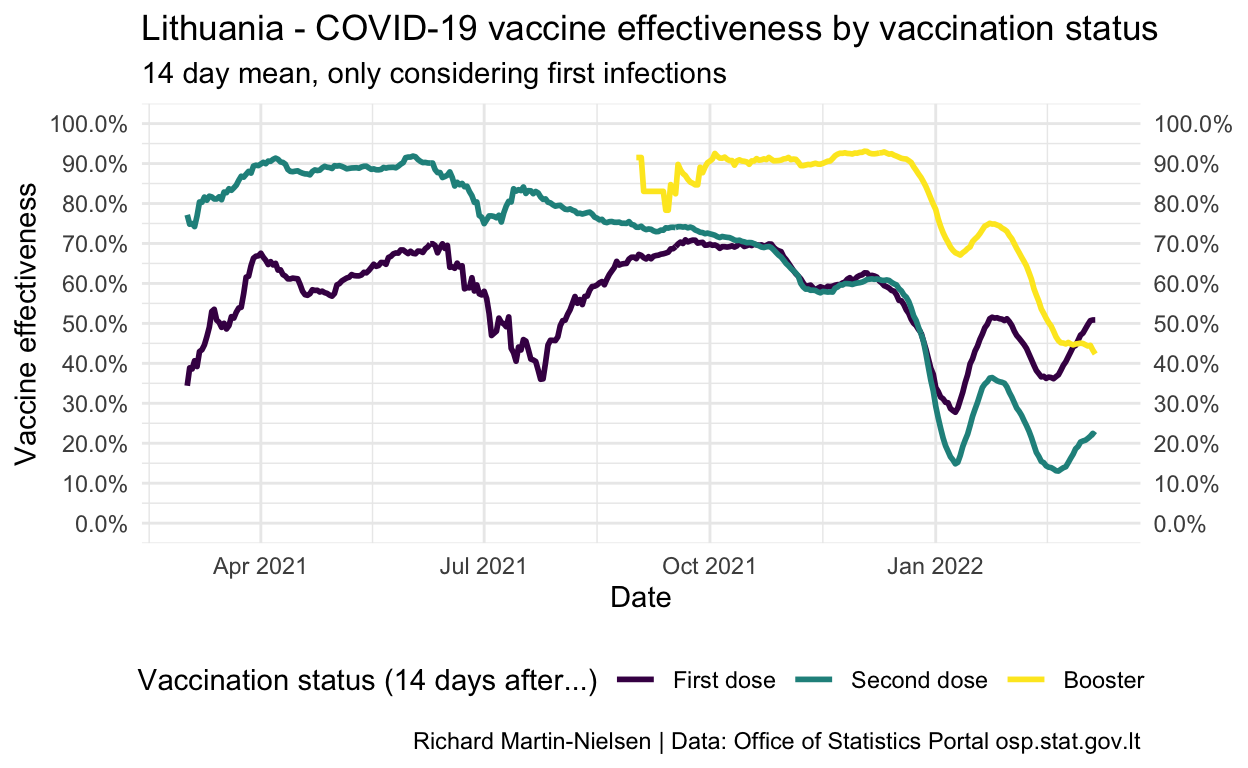 Lithuania - COVID-19 vaccine effectiveness by vaccination status
14 day mean, only considering first infections
100.0% 100.0%
90.0% 90.0%
80.0% 80.0%
70.0% 70.0%
60.0% 60.0%
50.0% 50.0%
40.0% 40.0%
30.0% 30.0%
20.0% 20.0%
10.0% 10.0%
0.0% 0.0%
Vaccine effectiveness
Apr 2021 Jul 2021 Oct 2021 Jan 2022
Date
Vaccination status (14 days after...) First dose Second dose Booster
Richard Martin-Nielsen | Data: Office of Statistics Portal osp.stat.gov.lt